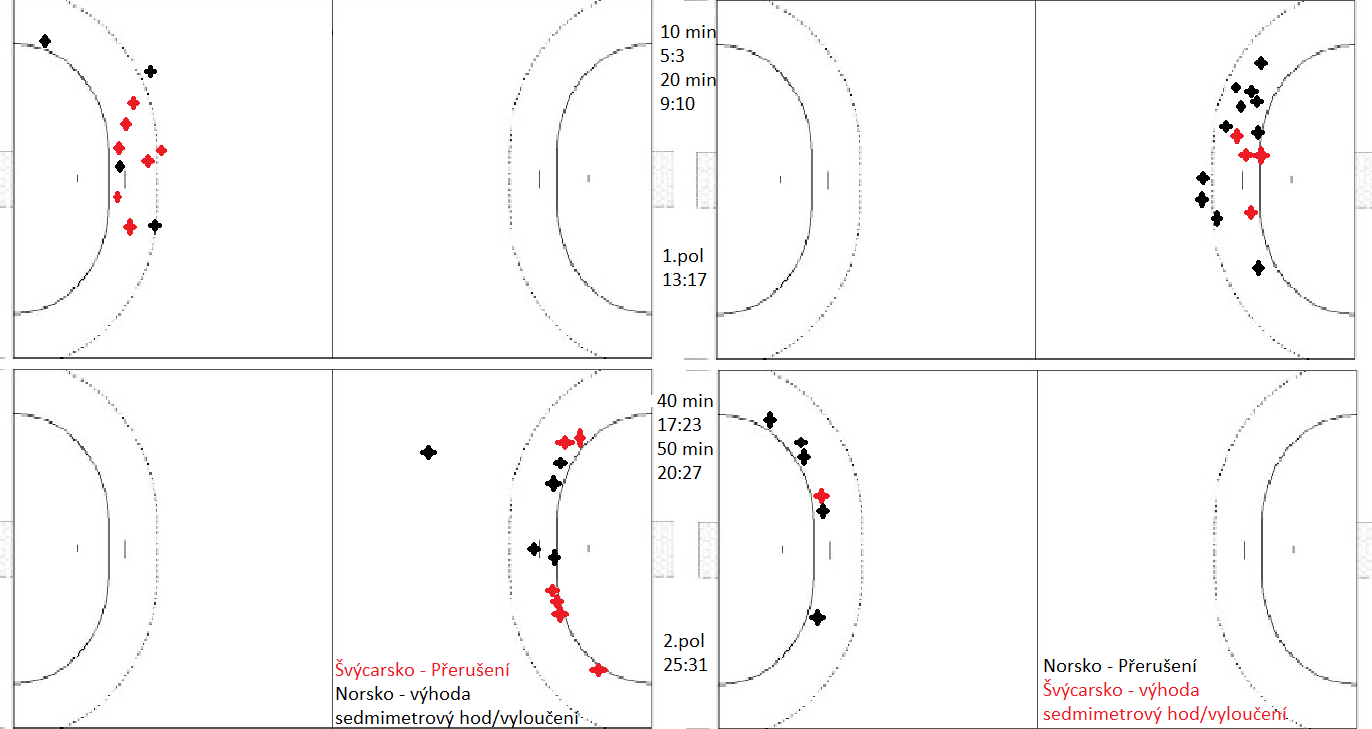 10 min
5:3
20 min
9:10
1.pol
13:17
40 min
17:23
50 min
20:27
2.pol
25:31
Švýcarsko - Přerušení
Norsko - výhoda
sedmimetrový hod/vyloučení
Norsko - Přerušení
Švýcarsko - výhoda
sedmimetrový hod/vyloučení